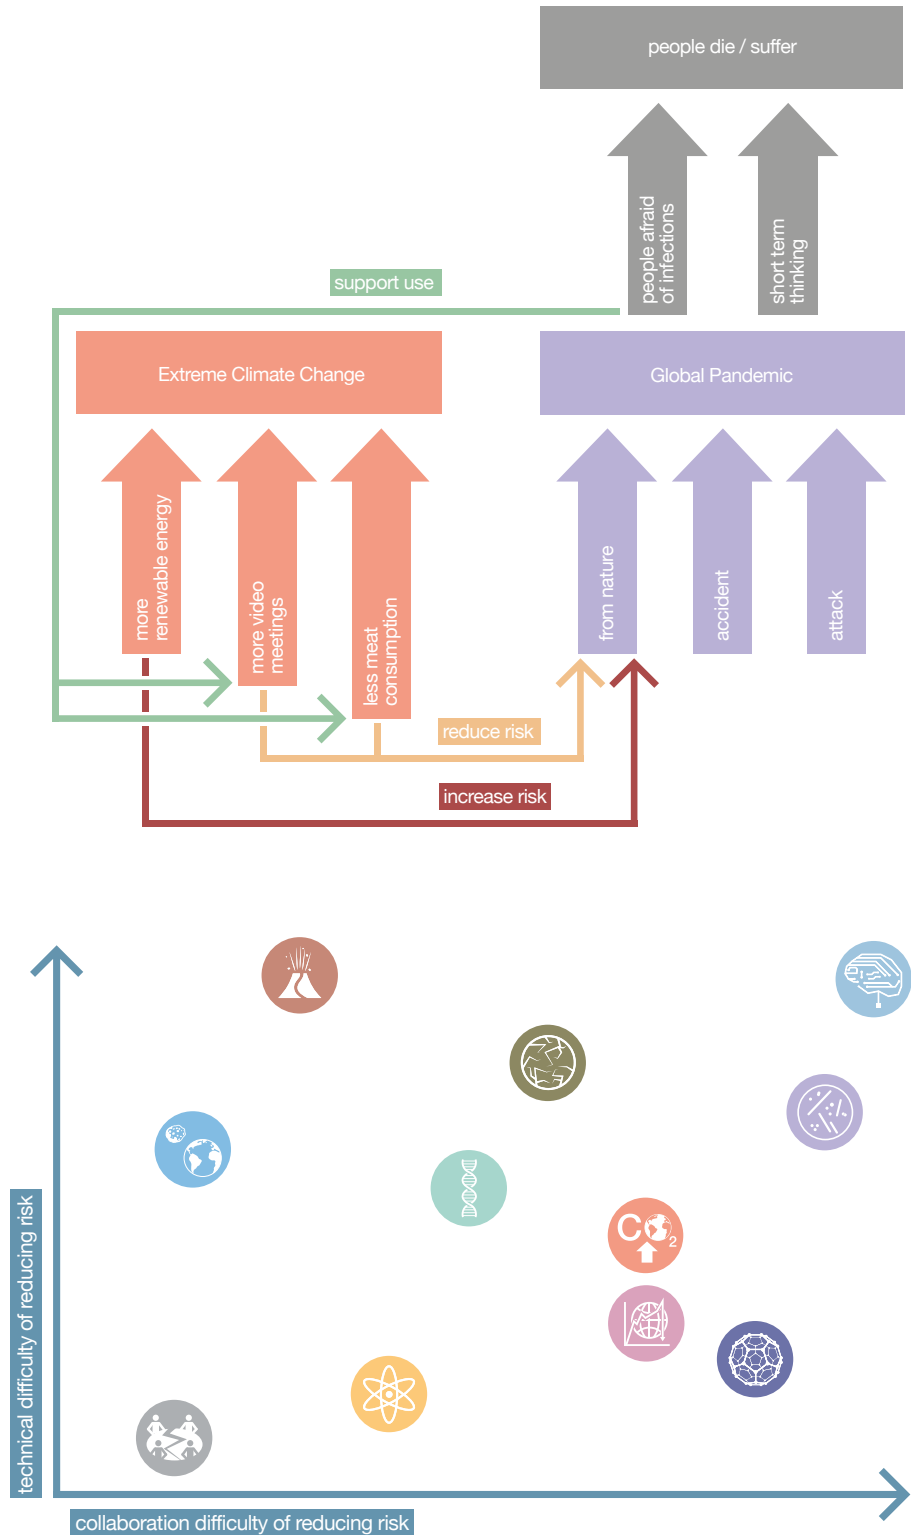 people die / suffer
people afraid
of infections
short term
thinking
support use
Extreme Climate Change
Global Pandemic
more
renewable energy
more video
meetings
less meat
consumption
from nature
accident
attack
reduce risk
increase risk
technical difficulty of reducing risk
CO2
collaboration difficulty of reducing risk